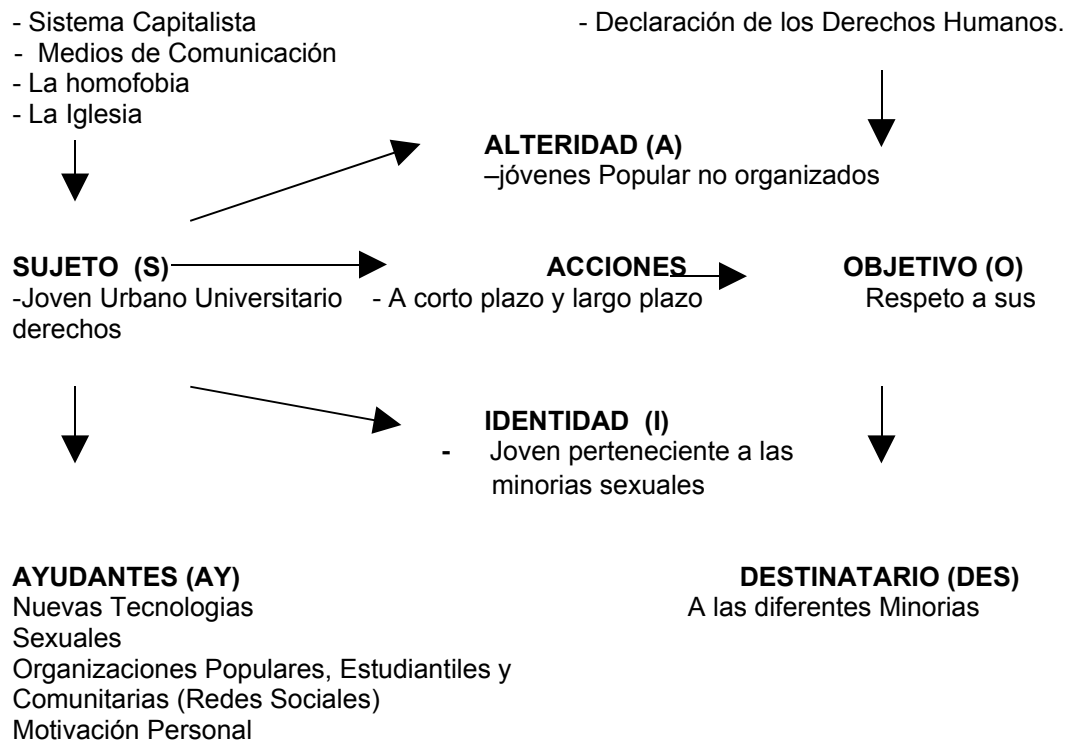 - Sistema Capitalista - Declaración de los Derechos Humanos.
- Medios de Comunicación
- La homofobia
- La Iglesia
ALTERIDAD (A)
–jóvenes Popular no organizados
SUJETO (S) ACCIONES OBJETIVO (O)
-Joven Urbano Universitario - A corto plazo y largo plazo Respeto a sus
derechos
IDENTIDAD (I)
- Joven perteneciente a las
minorias sexuales
AYUDANTES (AY) DESTINATARIO (DES)
Nuevas Tecnologias A las diferentes Minorias
Sexuales
Organizaciones Populares, Estudiantiles y
Comunitarias (Redes Sociales)
Motivación Personal